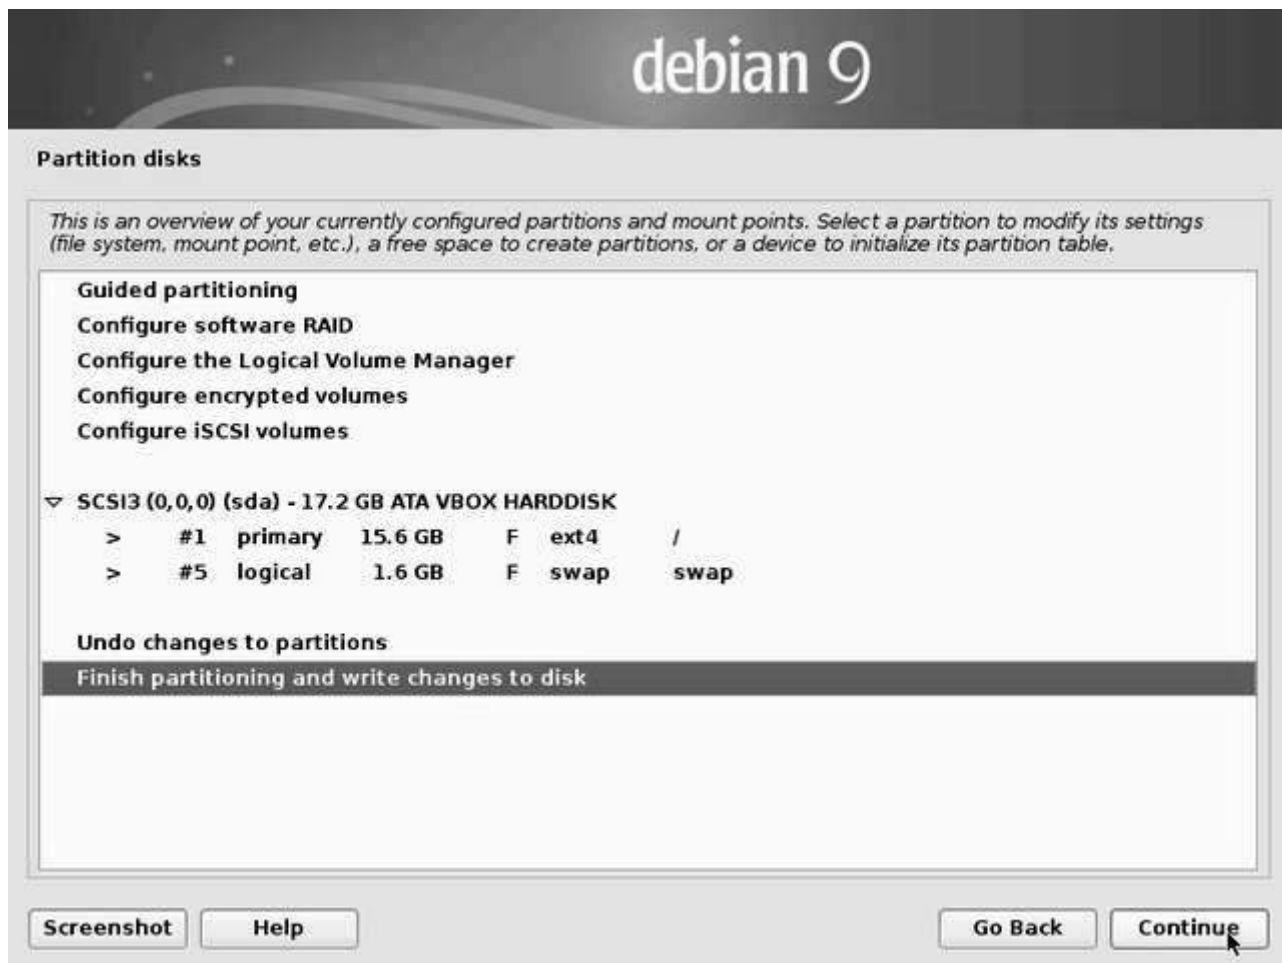 debian 9
Partition disks
This is an overview of your currently configured partitions and mount points. Select a partition to modify its settings
(file system, mount point, etc.), a free space to create partitions, or a device to initialize its partition table.
Guided partitioning
Configure software RAID
Configure the Logical Volume Manager
Configure encrypted volumes
Configure iSCSI volumes
SCSI3 (0,0,0) (sda) - 17.2 GB ATA VBOX HARDDISK
> #1 primary 15.6 GB F ext4 /
> #5 logical 1.6 GB F swap swap
Undo changes to partitions
Finish partitioning and write changes to disk
Screenshot Help Go Back Continue